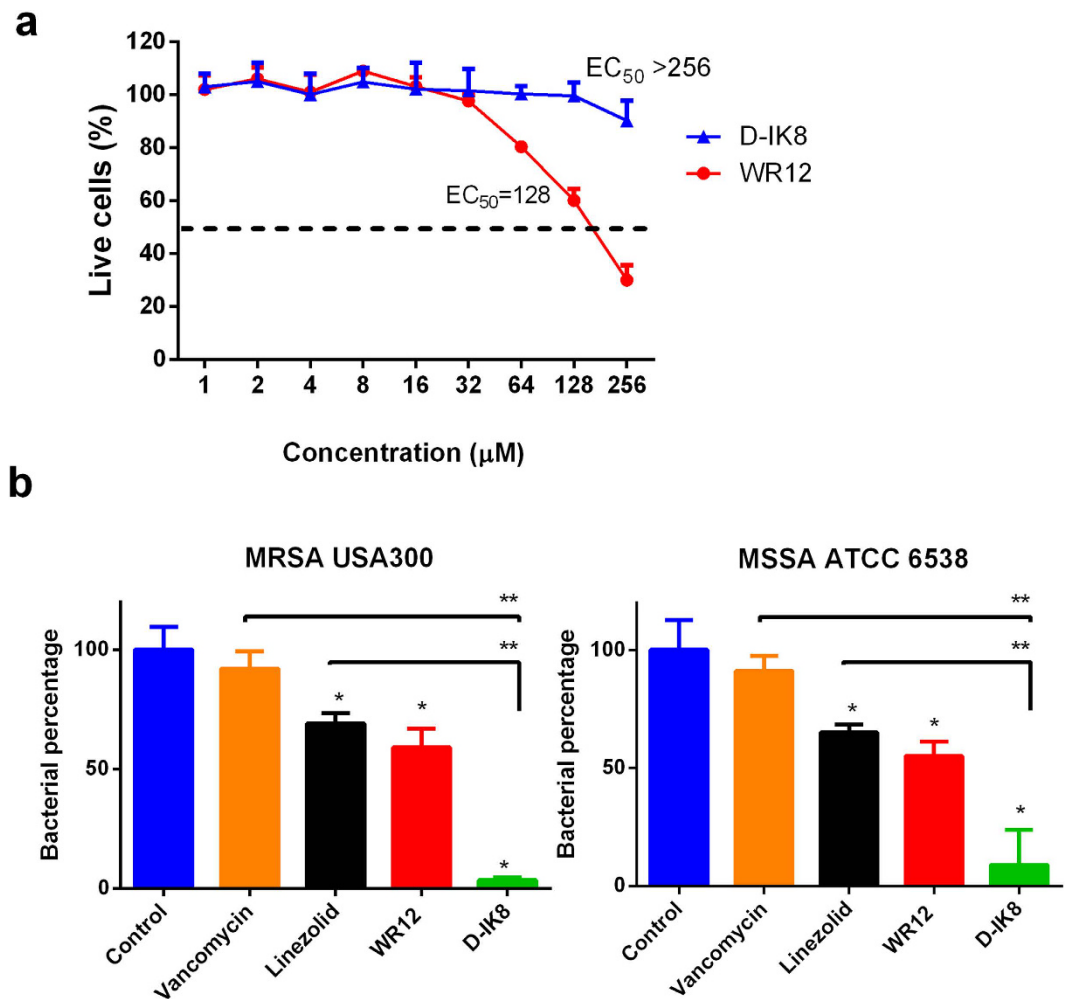 a
120
100
80
60
40
20
0
Live cells (%)
EC50 >256
EC50=128
D-IK8
WR12
1 2 4 8 16 32 64 128 256
Concentration (μM)
b
MRSA USA300
**
**
100
50
0
Bacterial percentage
* * *
Control Vancomycin Linezolid WR12 D-IK8
MSSA ATCC 6538
**
**
100
50
0
Bacterial percentage
* * *
Control Vancomycin Linezolid WR12 D-IK8